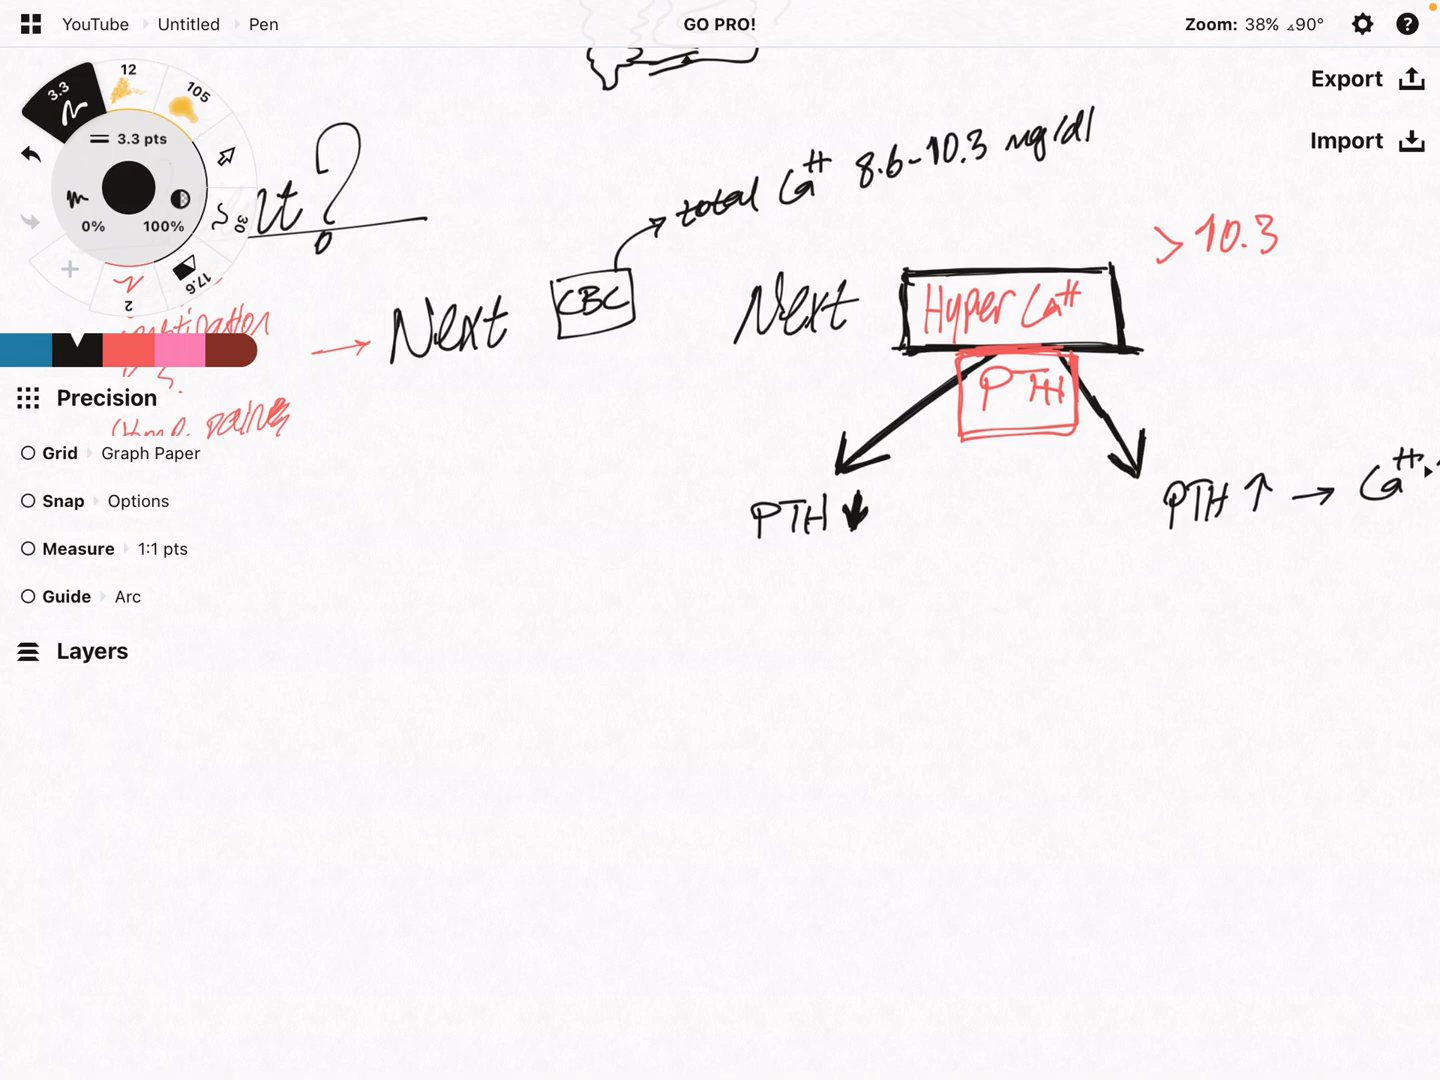 YouTube Untitled Pen
GO PRO!
Zoom: 38% ⊿90°
Export
Import
3.3
12
105
3.3 pts
0% 100%
30
17.6
2
Precision
Grid Graph Paper
Snap Options
Measure 1:1 pts
Guide Arc
Layers
?
total Ca++ 8.6-10.3 mg/dl
> 10.3
→ Next
CBC
Next
Hyper Ca++
PTH
PTH ↓
PTH ↑ → Ca++